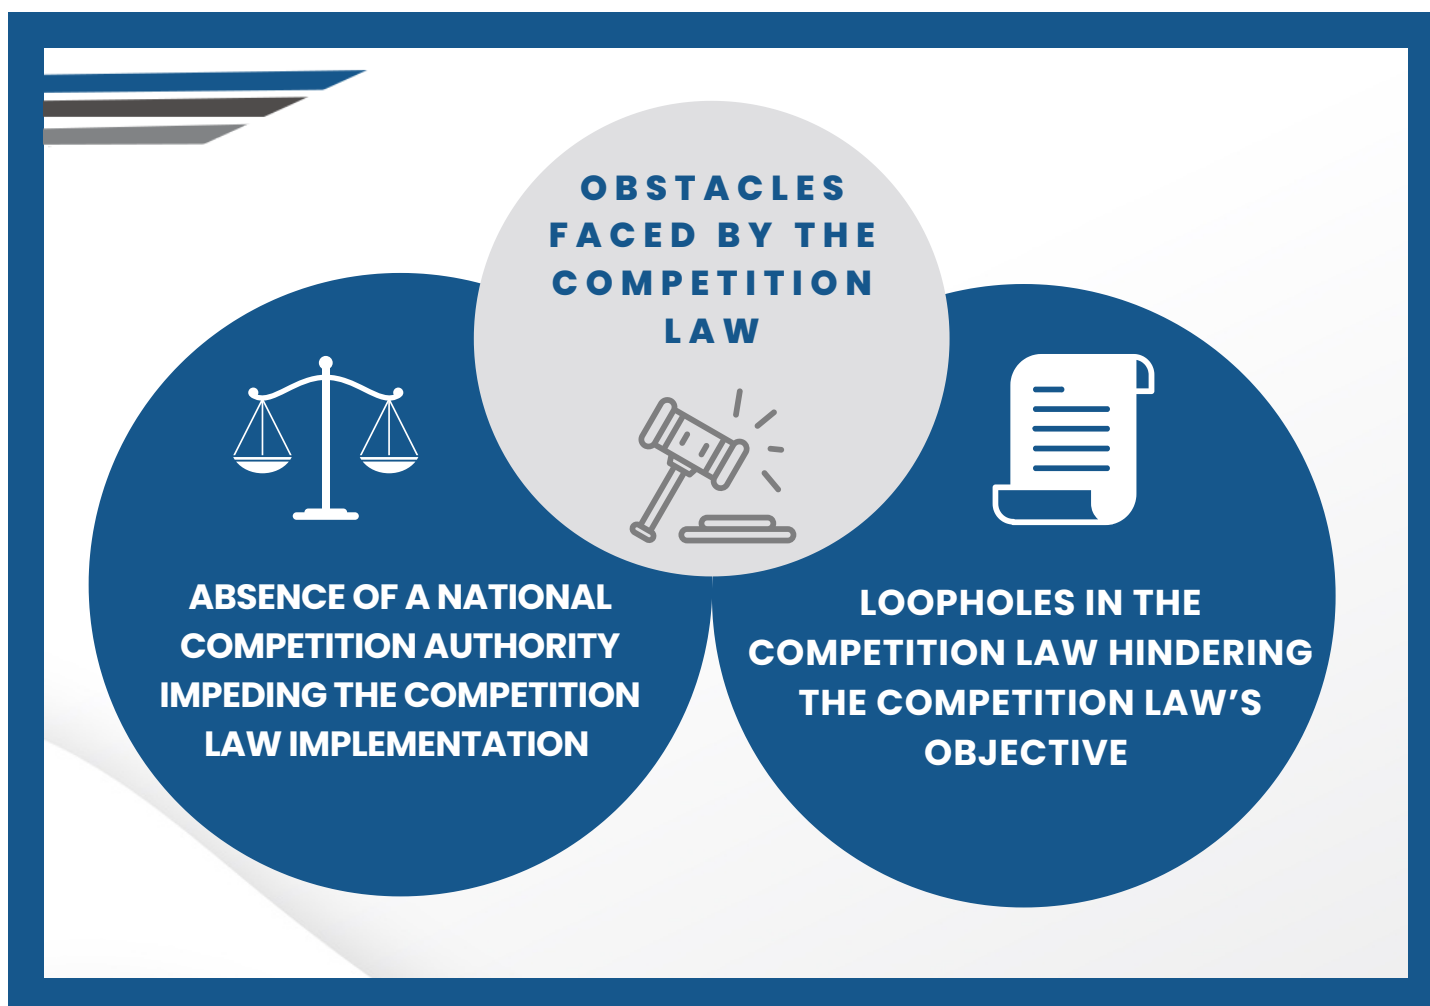 OBSTACLES
FACED BY THE
COMPETITION
LAW
ABSENCE OF A NATIONAL
COMPETITION AUTHORITY
IMPEDING THE COMPETITION
LAW IMPLEMENTATION
LOOPHOLES IN THE
COMPETITION LAW HINDERING
THE COMPETITION LAW’S
OBJECTIVE